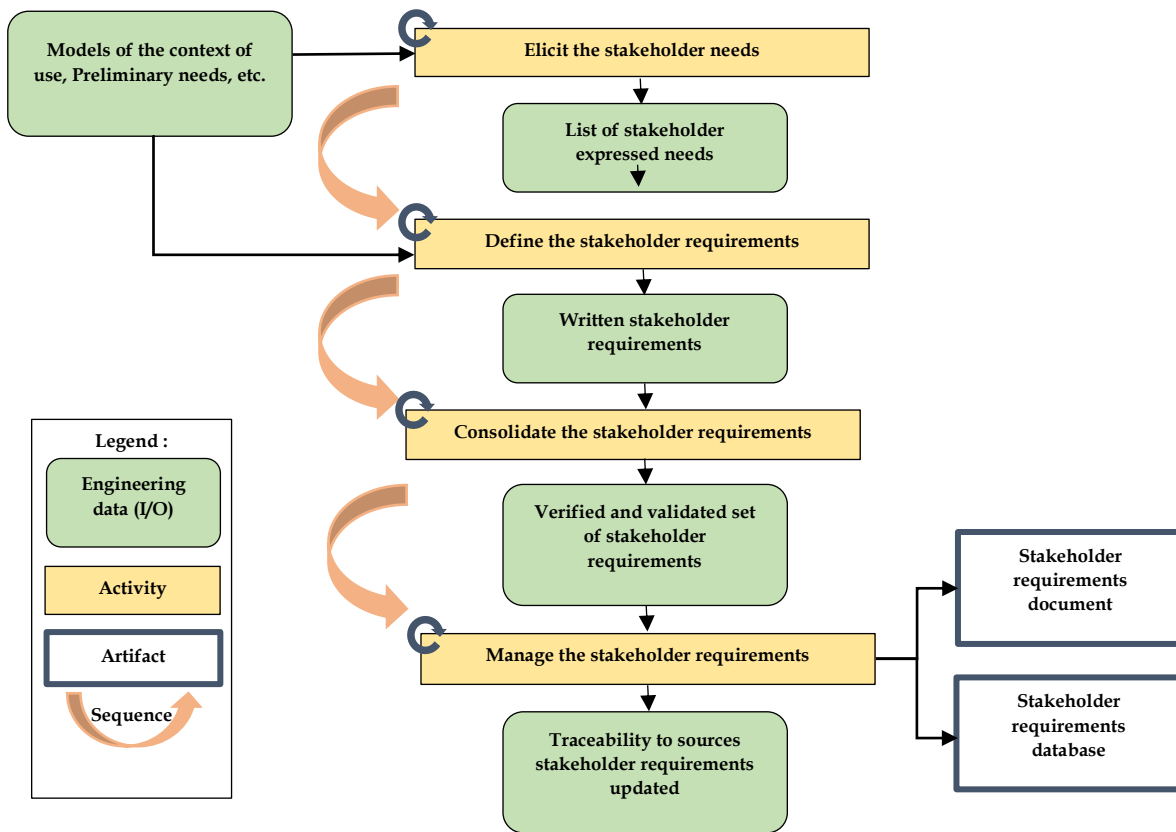 Models of the context of
use, Preliminary needs, etc.
Elicit the stakeholder needs
List of stakeholder
expressed needs
Define the stakeholder requirements
Written stakeholder
requirements
Consolidate the stakeholder requirements
Legend :
Engineering
data (I/O)
Activity
Artifact
Sequence
Verified and validated set
of stakeholder
requirements
Manage the stakeholder requirements
Stakeholder
requirements
document
Stakeholder
requirements
database
Traceability to sources
stakeholder requirements
updated